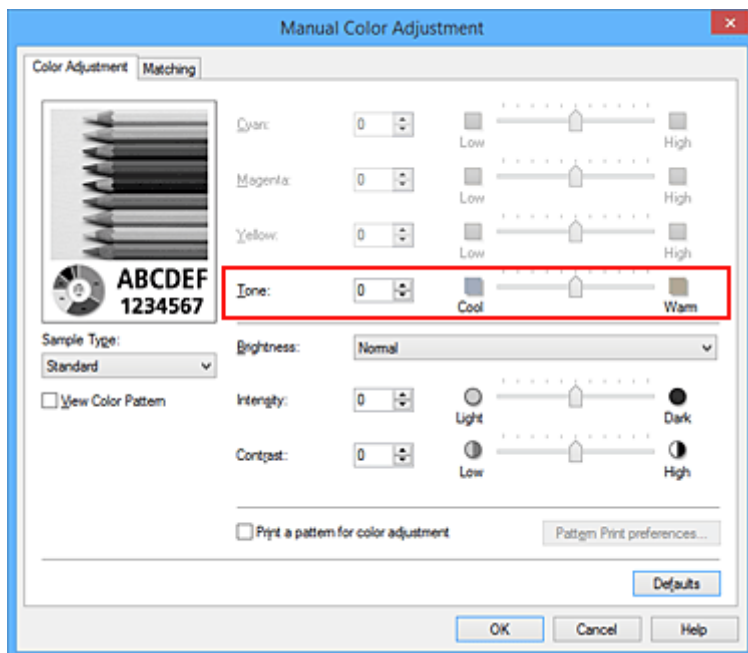 Manual Color Adjustment
Color Adjustment Matching
ABCDEF
1234567
Sample Type:
Standard
View Color Pattern
Cyan: 0 Low High
Magenta: 0 Low High
Yellow: 0 Low High
Tone: 0 Cool Warm
Brightness: Normal
Intensity: 0 Light Dark
Contrast: 0 Low High
Print a pattern for color adjustment Pattern Print preferences...
Defaults
OK Cancel Help